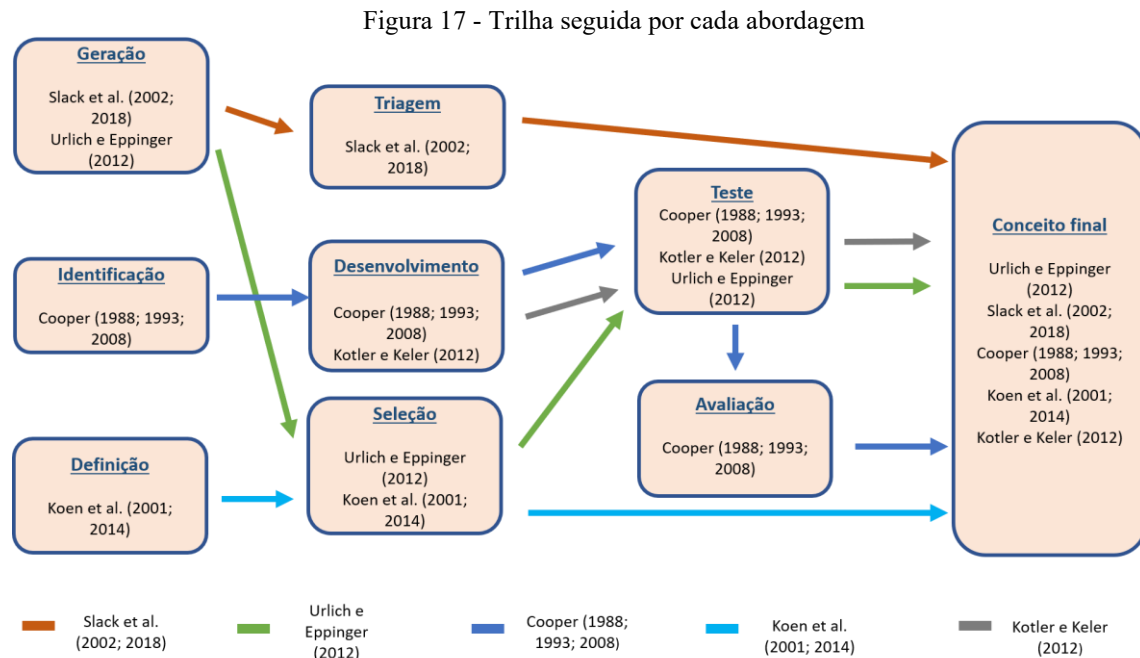 Figura 17 - Trilha seguida por cada abordagem
Geração
Slack et al. (2002;
2018)
Urlich e Eppinger
(2012)
Triagem
Slack et al. (2002;
2018)
Identificação
Cooper (1988; 1993;
2008)
Desenvolvimento
Cooper (1988; 1993;
2008)
Kotler e Keler (2012)
Definição
Koen et al. (2001;
2014)
Seleção
Urlich e Eppinger
(2012)
Koen et al. (2001;
2014)
Teste
Cooper (1988; 1993;
2008)
Kotler e Keler (2012)
Urlich e Eppinger
(2012)
Avaliação
Cooper (1988; 1993;
2008)
Conceito final
Urlich e Eppinger
(2012)
Slack et al. (2002;
2018)
Cooper (1988; 1993;
2008)
Koen et al. (2001;
2014)
Kotler e Keler (2012)
Slack et al.
(2002; 2018)
Urlich e
Eppinger
(2012)
Cooper (1988;
1993, 2008)
Koen et al.
(2001; 2014)
Kotler e Keler
(2012)